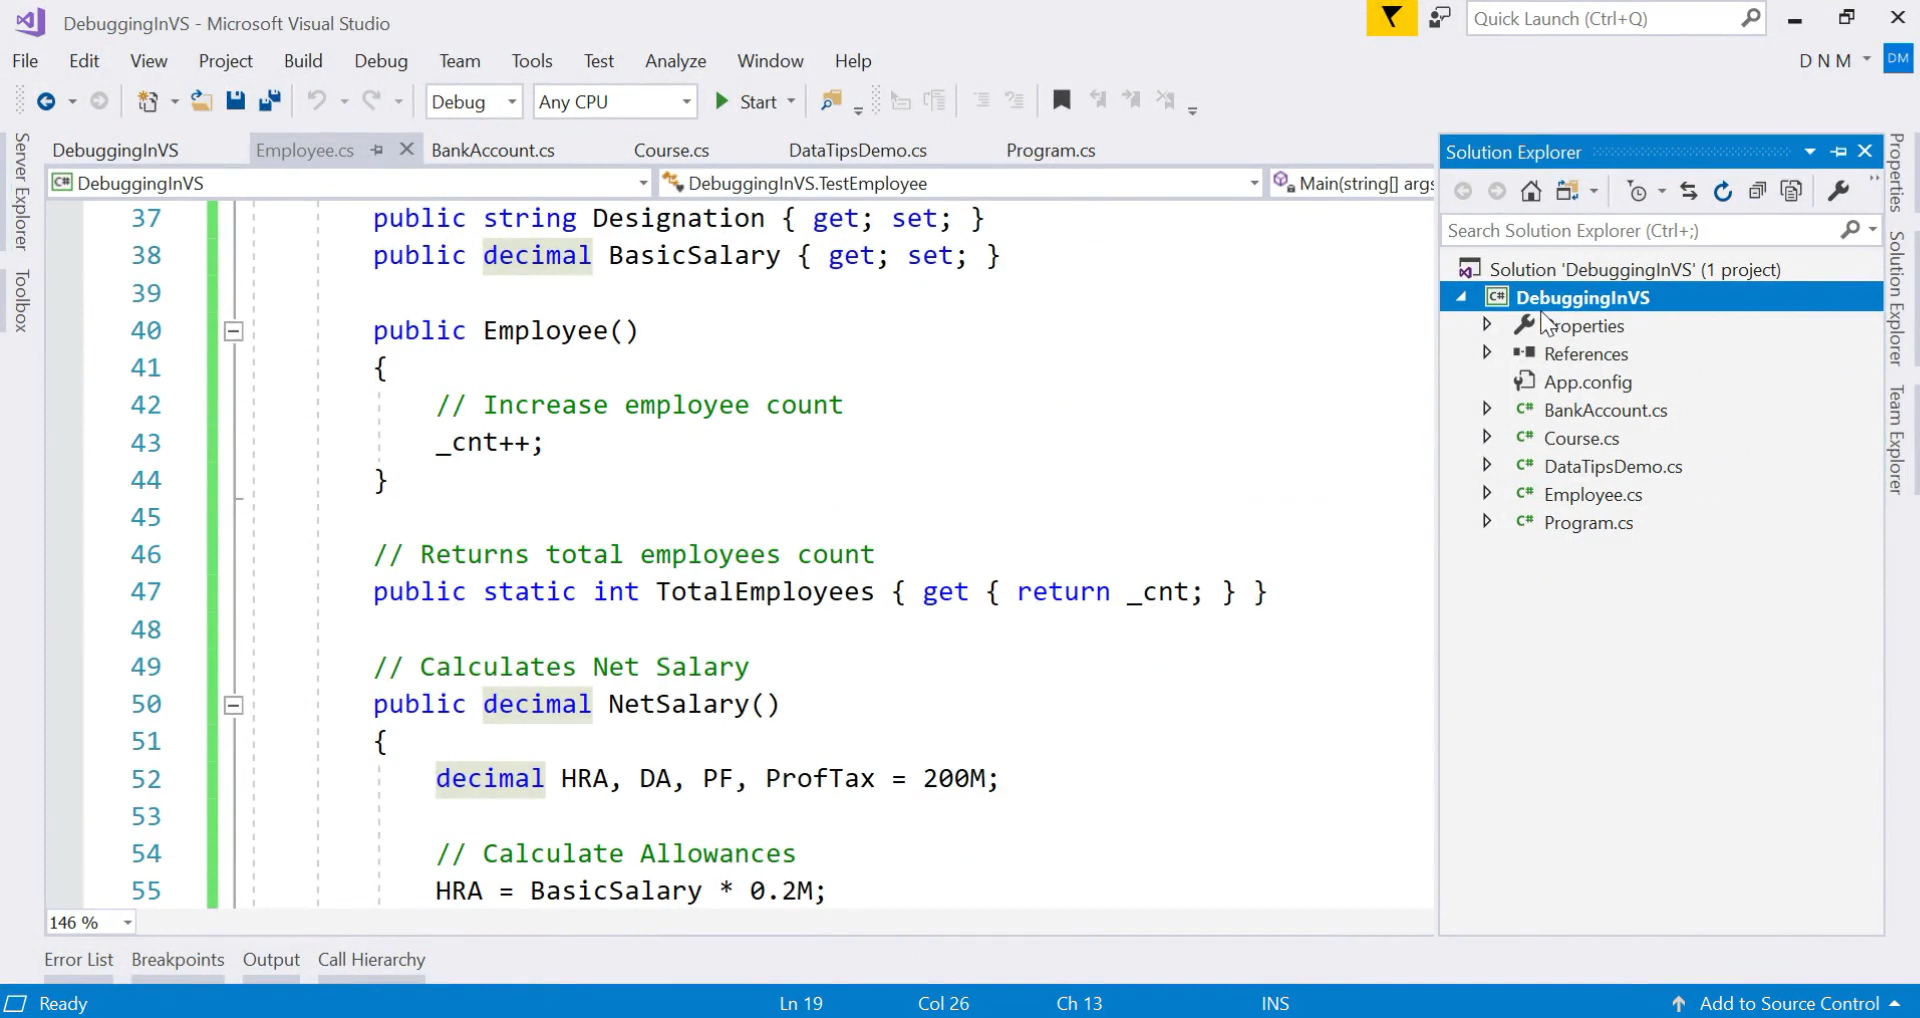 DebuggingInVS - Microsoft Visual Studio
Quick Launch (Ctrl+Q)
File Edit View Project Build Debug Team Tools Test Analyze Window Help
D N M DM
Debug Any CPU Start
Server Explorer
Toolbox
DebuggingInVS Employee.cs BankAccount.cs Course.cs DataTipsDemo.cs Program.cs
C# DebuggingInVS DebuggingInVS.TestEmployee Main(string[] args
37 public string Designation { get; set; }
38 public decimal BasicSalary { get; set; }
39
40 public Employee()
41 {
42 // Increase employee count
43 _cnt++;
44 }
45
46 // Returns total employees count
47 public static int TotalEmployees { get { return _cnt; } }
48
49 // Calculates Net Salary
50 public decimal NetSalary()
51 {
52 decimal HRA, DA, PF, ProfTax = 200M;
53
54 // Calculate Allowances
55 HRA = BasicSalary * 0.2M;
146 %
Solution Explorer
Search Solution Explorer (Ctrl+;)
Solution 'DebuggingInVS' (1 project)
C# DebuggingInVS
roperties
References
App.config
C# BankAccount.cs
C# Course.cs
C# DataTipsDemo.cs
C# Employee.cs
C# Program.cs
Properties
Solution Explorer
Team Explorer
Error List Breakpoints Output Call Hierarchy
Ready Ln 19 Col 26 Ch 13 INS Add to Source Control